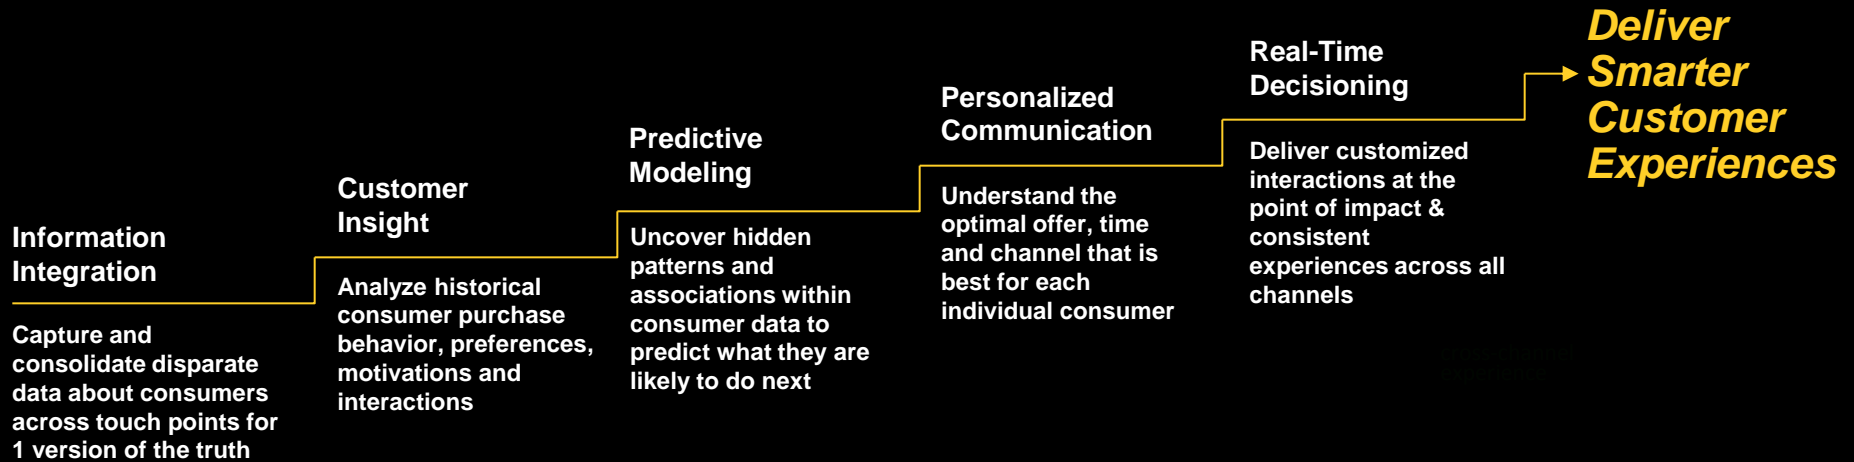 Information
Integration
Capture and
consolidate disparate
data about consumers
across touch points for
1 version of the truth
Customer
Insight
Analyze historical
consumer purchase
behavior, preferences,
motivations and
interactions
Predictive
Modeling
Uncover hidden
patterns and
associations within
consumer data to
predict what they are
likely to do next
Personalized
Communication
Understand the
optimal offer, time
and channel that is
best for each
individual consumer
Real-Time
Decisioning
Deliver customized
interactions at the
point of impact &
consistent
experiences across all
channels
Deliver
Smarter
Customer
Experiences